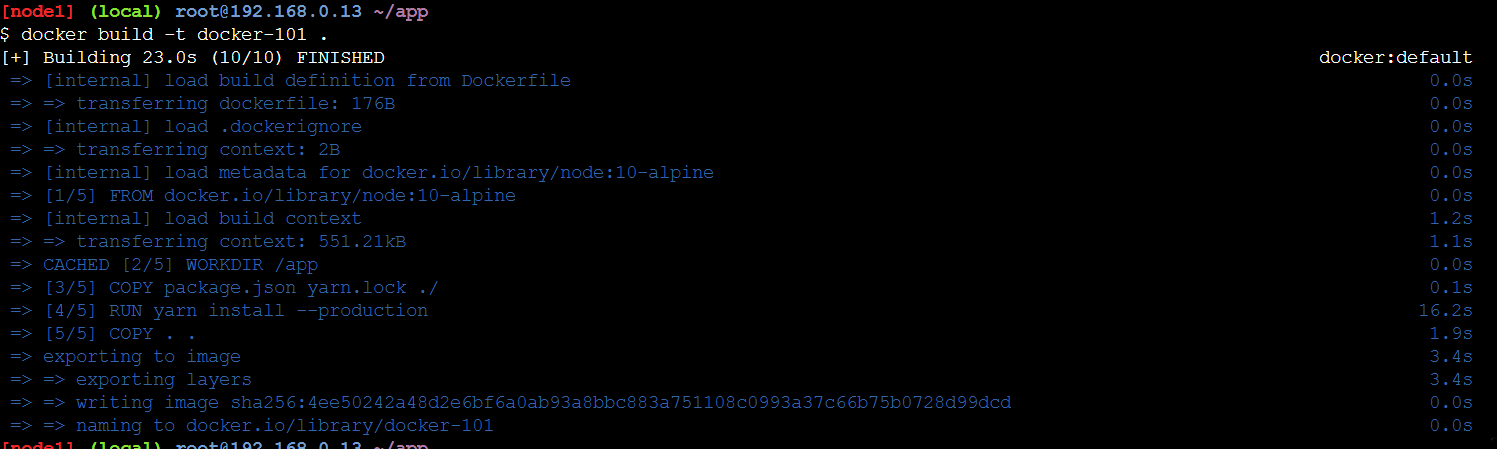 [node1] (local) root@192.168.0.13 ~/app
$ docker build -t docker-101 .
[+] Building 23.0s (10/10) FINISHED docker:default
=> [internal] load build definition from Dockerfile 0.0s
=> => transferring dockerfile: 176B 0.0s
=> [internal] load .dockerignore 0.0s
=> => transferring context: 2B 0.0s
=> [internal] load metadata for docker.io/library/node:10-alpine 0.0s
=> [1/5] FROM docker.io/library/node:10-alpine 0.0s
=> [internal] load build context 1.2s
=> => transferring context: 551.21kB 1.1s
=> CACHED [2/5] WORKDIR /app 0.0s
=> [3/5] COPY package.json yarn.lock ./ 0.1s
=> [4/5] RUN yarn install --production 16.2s
=> [5/5] COPY . . 1.9s
=> exporting to image 3.4s
=> => exporting layers 3.4s
=> => writing image sha256:4ee50242a48d2e6bf6a0ab93a8bbc883a751108c0993a37c66b75b0728d99dcd 0.0s
=> => naming to docker.io/library/docker-101 0.0s
[node1] (local) root@192.168.0.13 ~/app